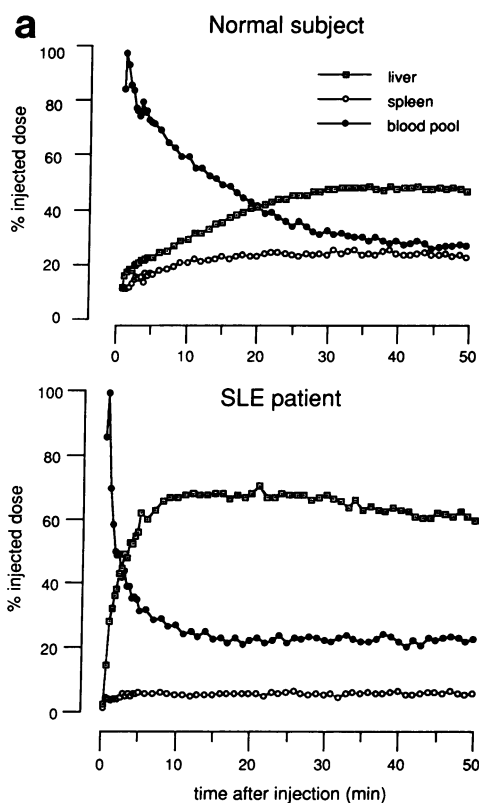 a
Normal subject
% injected dose
100
80
60
40
20
0
liver
spleen
blood pool
0 10 20 30 40 50
SLE patient
% injected dose
100
80
60
40
20
0
0 10 20 30 40 50
time after injection (min)